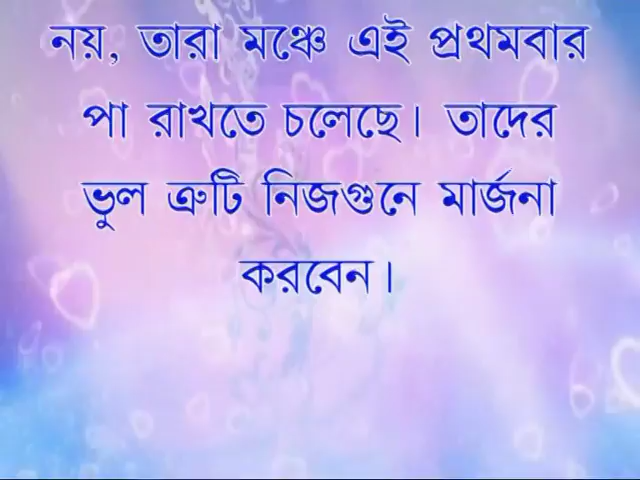 নয়, তারা মঞ্চে এই প্রথমবার
পা রাখতে চলেছে। তাদের
ভুল ত্রুটি নিজগুনে মার্জনা
করবেন।